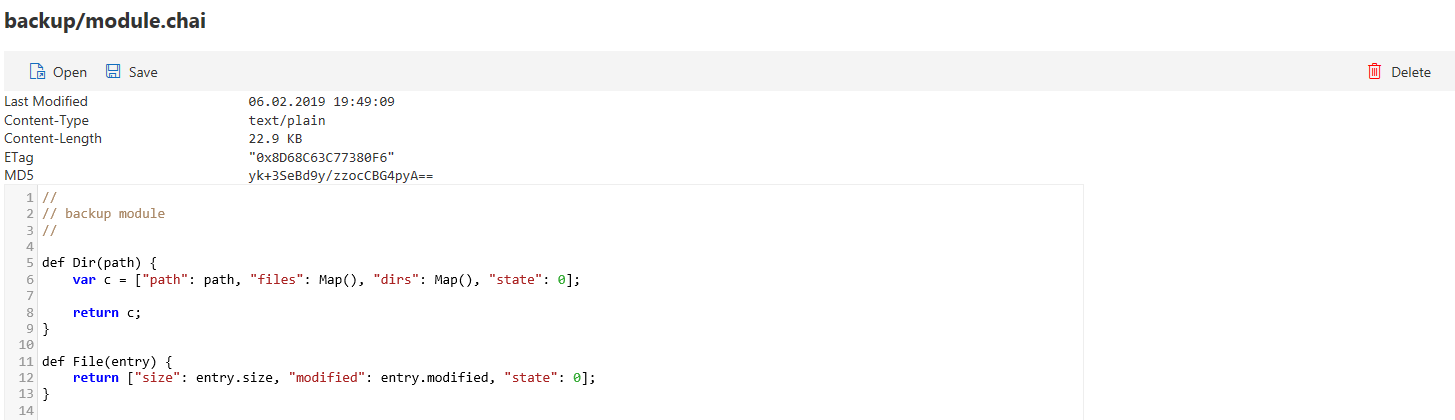 backup/module.chai
Open Save Delete
Last Modified 06.02.2019 19:49:09
Content-Type text/plain
Content-Length 22.9 KB
ETag "0x8D68C63C77380F6"
MD5 yk+3SeBd9y/zzocCBG4pyA==
1 //
2 // backup module
3 //
4
5 def Dir(path) {
6     var c = ["path": path, "files": Map(), "dirs": Map(), "state": 0];
7
8     return c;
9 }
10
11 def File(entry) {
12     return ["size": entry.size, "modified": entry.modified, "state": 0];
13 }
14